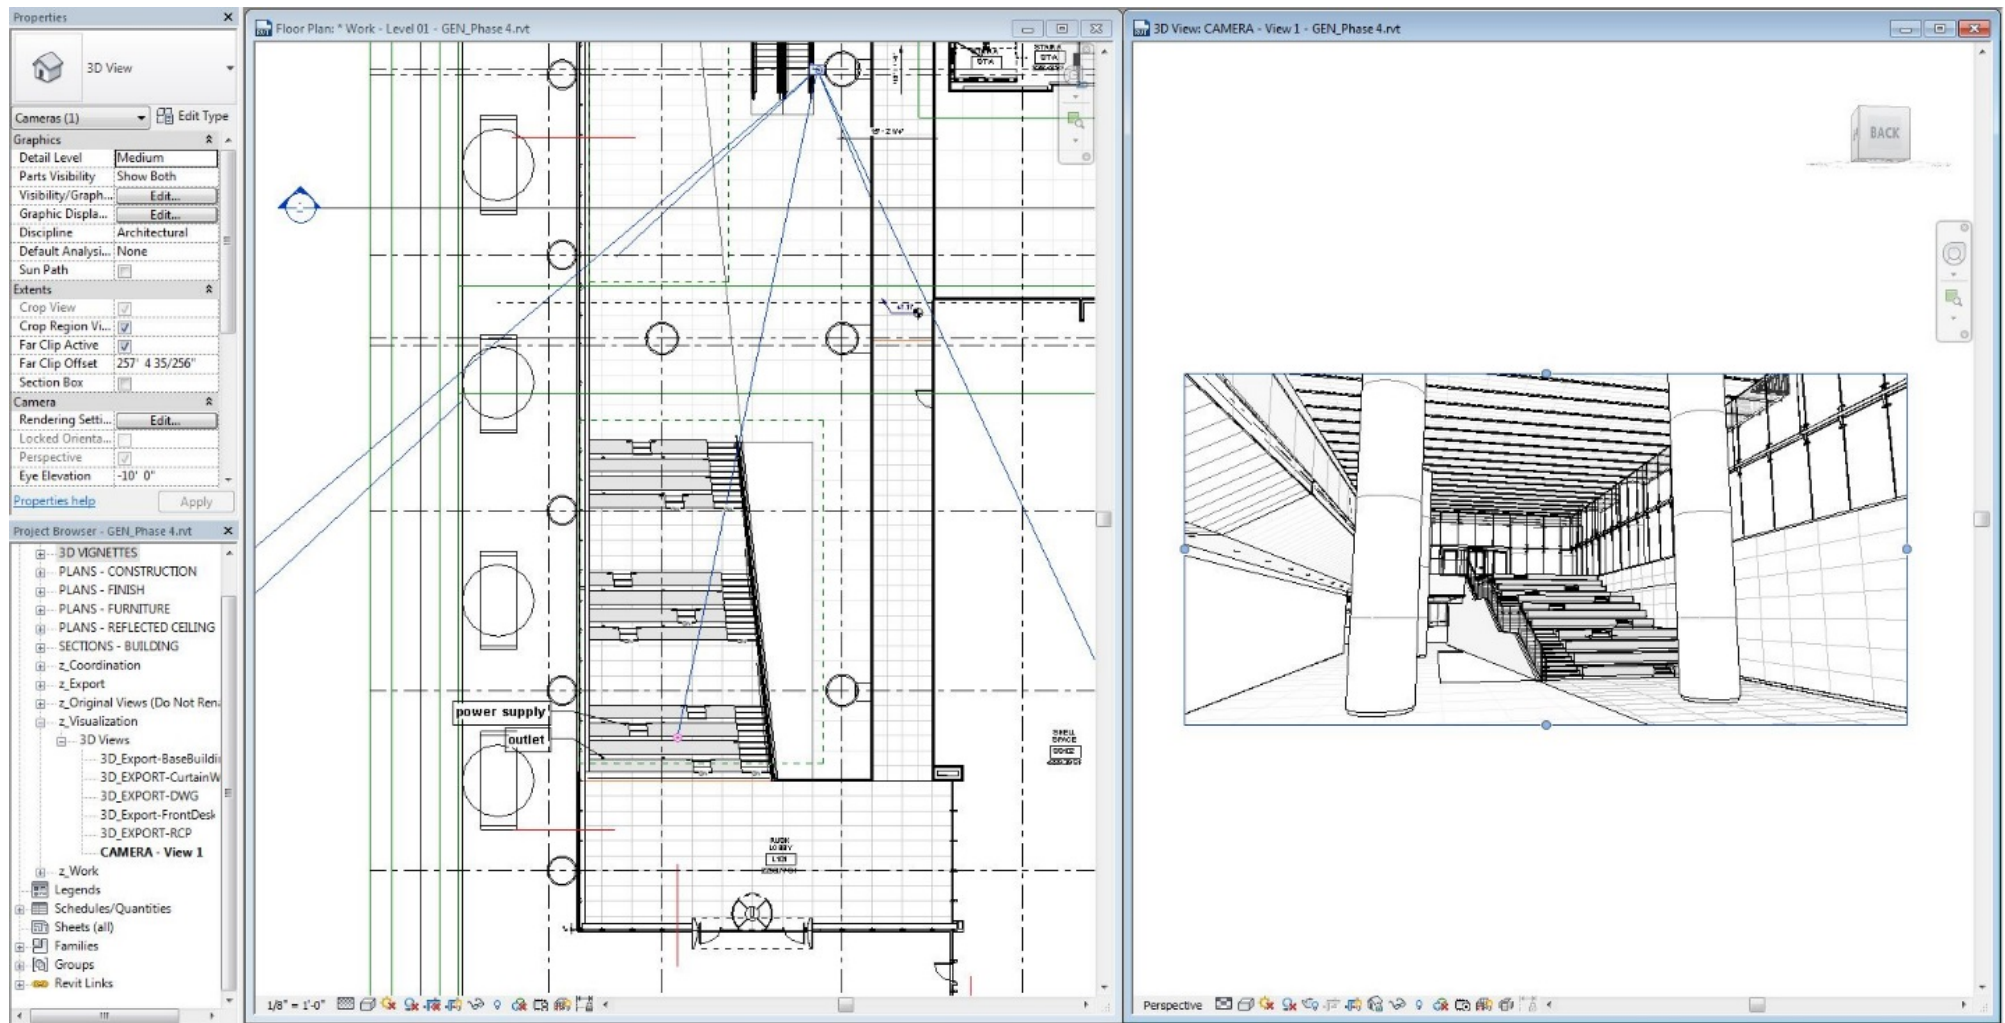 Properties
3D View
Cameras (1)
Edit Type
Graphics
Detail Level Medium
Parts Visibility Show Both
Visibility/Graph... Edit...
Graphic Displa... Edit...
Discipline Architectural
Default Analysi... None
Sun Path
Extents
Crop View
Crop Region Vi...
Far Clip Active
Far Clip Offset 257' 4 35/256"
Section Box
Camera
Rendering Setti... Edit...
Locked Orienta...
Perspective
Eye Elevation -10' 0"
Properties help Apply
Project Browser - GEN_Phase 4.rvt
3D VIGNETTES
PLANS - CONSTRUCTION
PLANS - FINISH
PLANS - FURNITURE
PLANS - REFLECTED CEILING
SECTIONS - BUILDING
z_Coordination
z_Export
z_Original Views (Do Not Ren
z_Visualization
3D Views
3D_Export-BaseBuildi
3D_EXPORT-CurtainW
3D_EXPORT-DWG
3D_Export-FrontDesk
3D_EXPORT-RCP
CAMERA - View 1
z_Work
Legends
Schedules/Quantities
Sheets (all)
Families
Groups
Revit Links
Floor Plan: * Work - Level 01 - GEN_Phase 4.rvt
power supply
outlet
SHELL
SPACE
LOBBY
L101
1/8" = 1'-0"
3D View: CAMERA - View 1 - GEN_Phase 4.rvt
BACK
Perspective